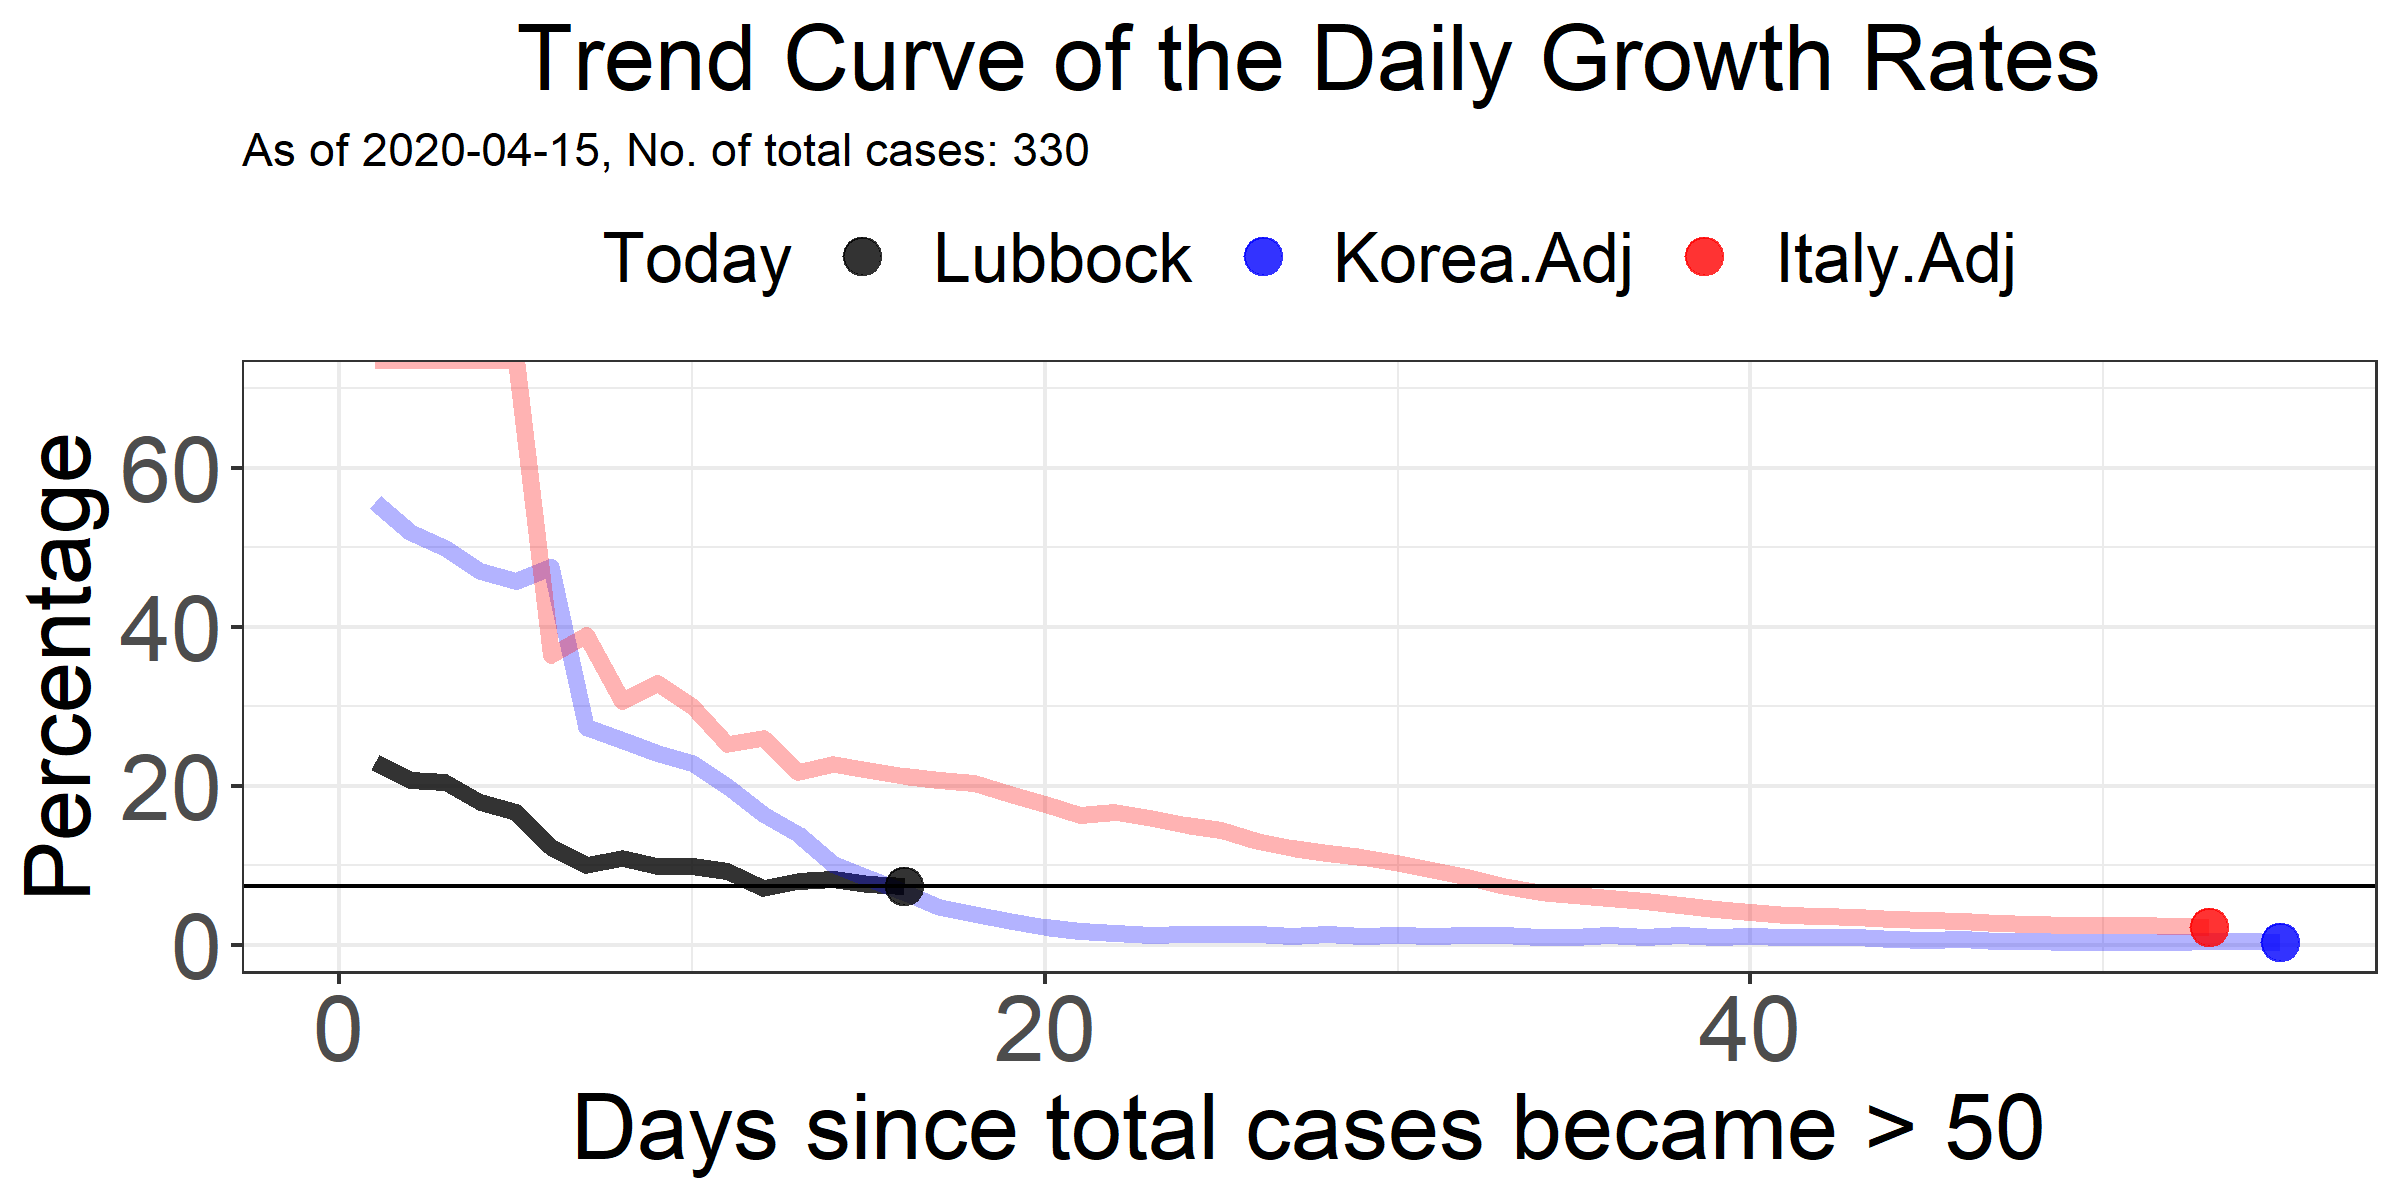 Trend Curve of the Daily Growth Rates
As of 2020-04-15, No. of total cases: 330
Today Lubbock Korea.Adj Italy.Adj
Percentage
60
40
20
0
0 20 40
Days since total cases became > 50